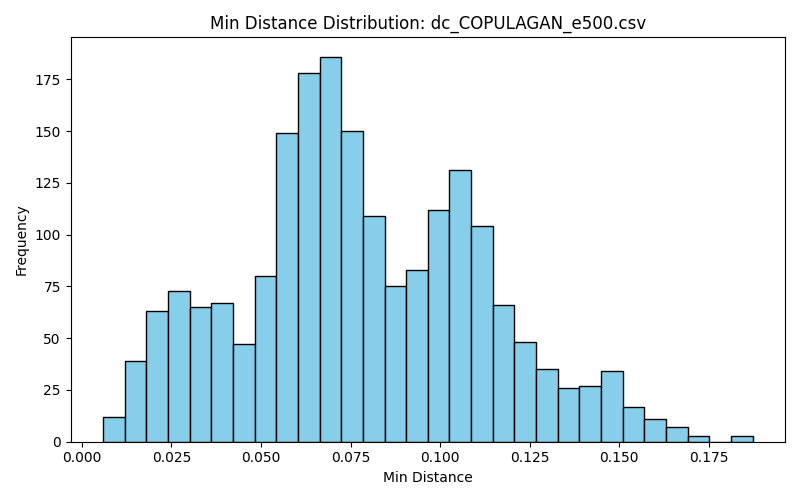 Min Distance Distribution: dc_COPULAGAN_e500.csv
175
150
125
100
75
50
25
0
Frequency
0.000 0.025 0.050 0.075 0.100 0.125 0.150 0.175
Min Distance